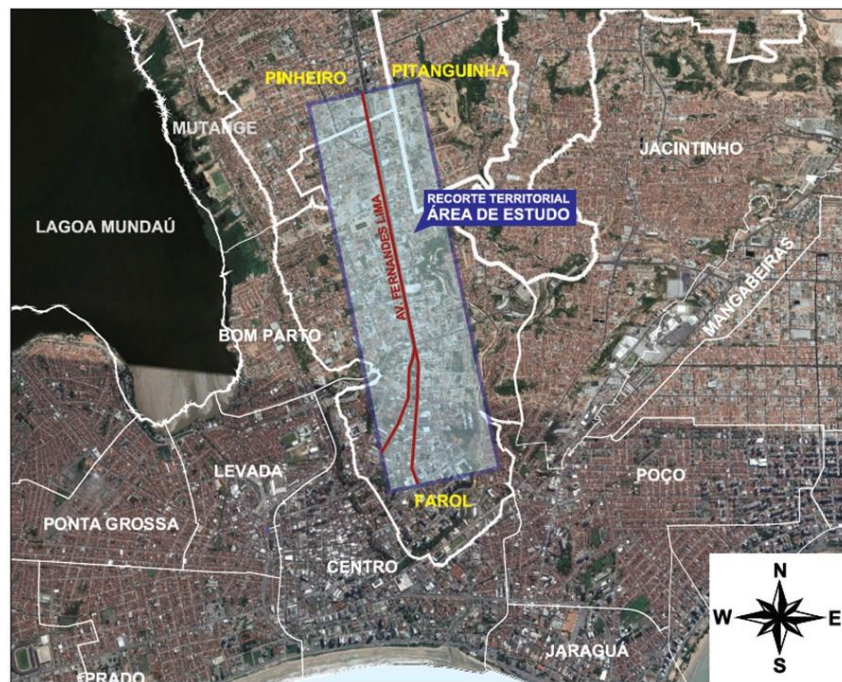 PINHEIRO
PITANGUINHA
MUTANGE
JACINTINHO
RECORTE TERRITORIAL
ÁREA DE ESTUDO
LAGOA MUNDAÚ
AV. FERNANDES LIMA
MANGABEIRAS
BOM PARTO
LEVADA
POÇO
FAROL
PONTA GROSSA
CENTRO
N
W
E
S
JARAGUÁ
PRADO